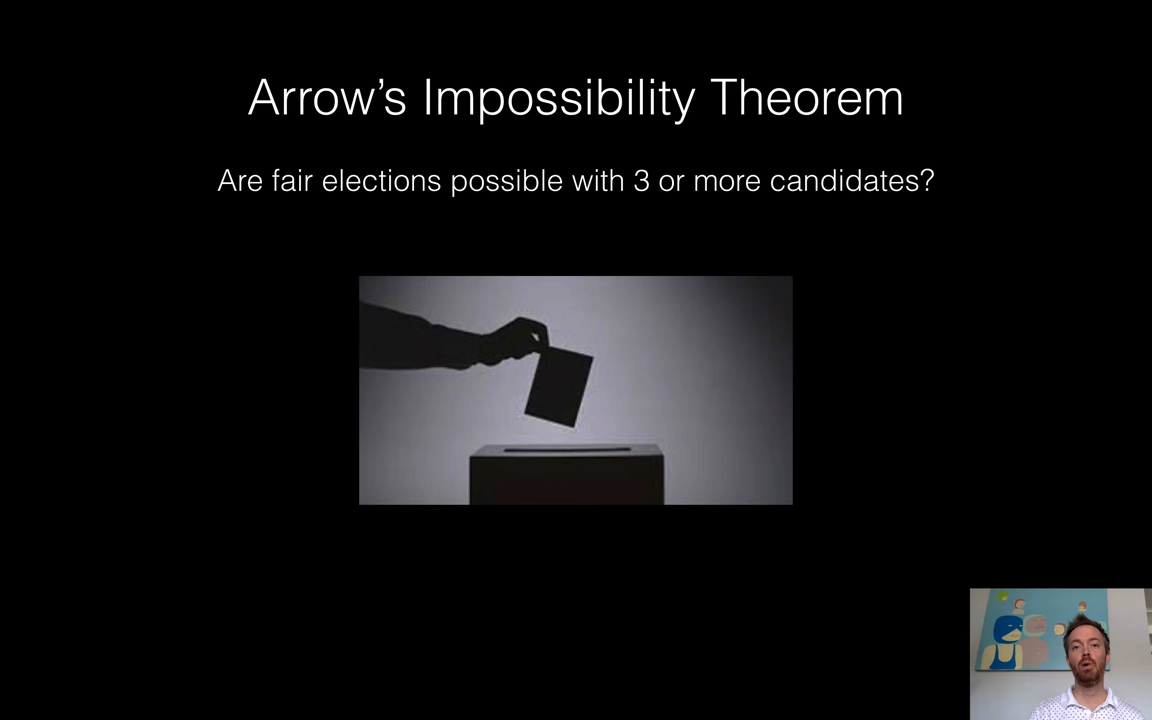 Arrow’s Impossibility Theorem
Are fair elections possible with 3 or more candidates?